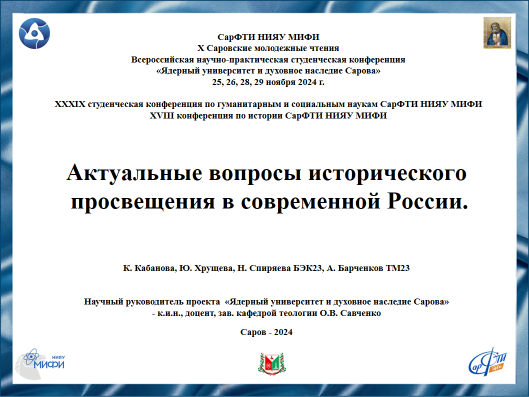 СарФТИ НИЯУ МИФИ
X Саровские молодежные чтения
Всероссийская научно-практическая студенческая конференция
«Ядерный университет и духовное наследие Сарова»
25, 26, 28, 29 ноября 2024 г.
XXXIX студенческая конференция по гуманитарным и социальным наукам СарФТИ НИЯУ МИФИ
XVIII конференция по истории СарФТИ НИЯУ МИФИ
Актуальные вопросы исторического
просвещения в современной России.
К. Кабанова, Ю. Хрущева, Н. Спиряева БЭК23, А. Барченков ТМ23
Научный руководитель проекта «Ядерный университет и духовное наследие Сарова»
- к.и.н., доцент, зав. кафедрой теологии О.В. Савченко
Саров - 2024
НИЯУ
МИФИ
СарФТИ